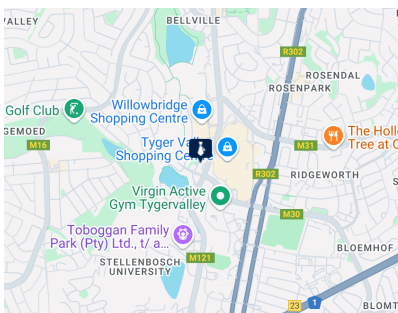 BELLVILLE
VALLEY
R302
ROSENDAL
ROSENPARK
Willowbridge
Shopping Centre
Golf Club
GEMOED
M16
Tyger Val
Shopping Cent
The Holl
Tree at C
M31
R302
RIDGEWORTH
Virgin Active
Gym Tygervalley
M30
Toboggan Family
Park (Pty) Ltd., t/ a...
BLOEMHOF
M121
STELLENBOSCH
UNIVERSITY
23
1
BLOMT